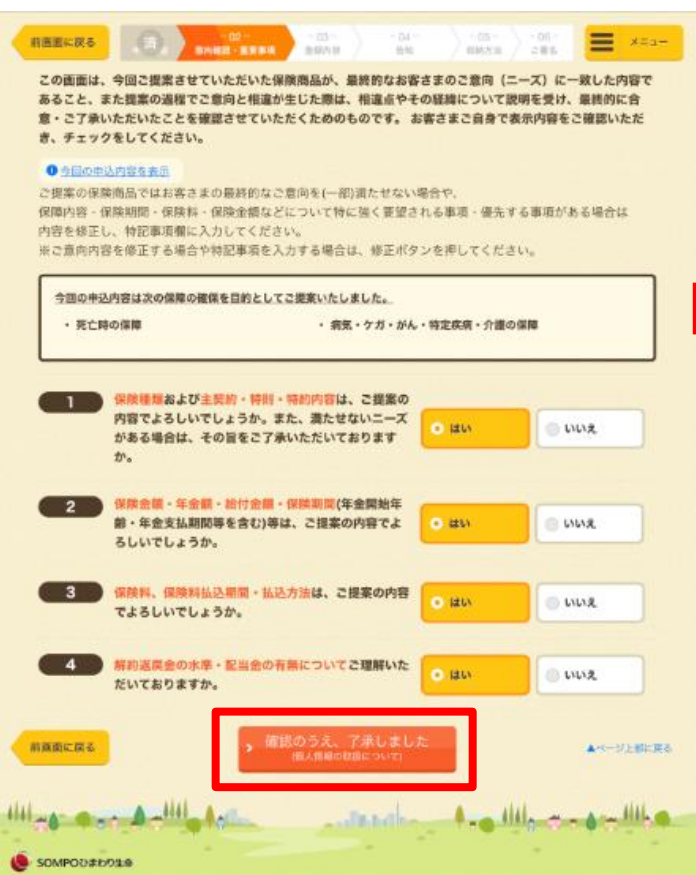 前画面に戻る
済
- 02 -
意向確認・重要事項
- 03 -
- 04 -
告知
- 05 -
- 06 -
ご署名
メニュー
この画面は、今回ご提案させていただいた保険商品が、最終的なお客さまのご意向（ニーズ）に一致した内容で
あること、また提案の過程でご意向と相違が生じた際は、相違点やその経緯について説明を受け、最終的に合
意・ご了承いただいたことを確認させていただくためのものです。 お客さまご自身で表示内容をご確認いただ
き、チェックをしてください。
今回の申込内容を表示
ご提案の保険商品ではお客さまの最終的なご意向を(一部)満たせない場合や、
保障内容・保険期間・保険料・保険金額などについて特に強く要望される事項・優先する事項がある場合は
内容を修正し、特記事項欄に入力してください。
※ご意向内容を修正する場合や特記事項を入力する場合は、修正ボタンを押してください。
今回の申込内容は次の保障の確保を目的としてご提案いたしました。
・ 死亡時の保障
・ 病気・ケガ・がん・特定疾病・介護の保障
1
保険種類および主契約・特則・特約内容は、ご提案の
内容でよろしいでしょうか。また、満たせないニーズ
がある場合は、その旨をご了承いただいております
か。
はい
いいえ
2
保険金額・年金額・給付金額・保険期間(年金開始年
齢・年金支払期間等を含む)等は、ご提案の内容でよ
ろしいでしょうか。
はい
いいえ
3
保険料、保険料払込期間・払込方法は、ご提案の内容
でよろしいでしょうか。
はい
いいえ
4
解約返戻金の水準・配当金の有無についてご理解いた
だいておりますか。
はい
いいえ
前画面に戻る
確認のうえ、了承しました
(個人情報の取扱について)
▲ページ上部に戻る
SOMPOひまわり生命